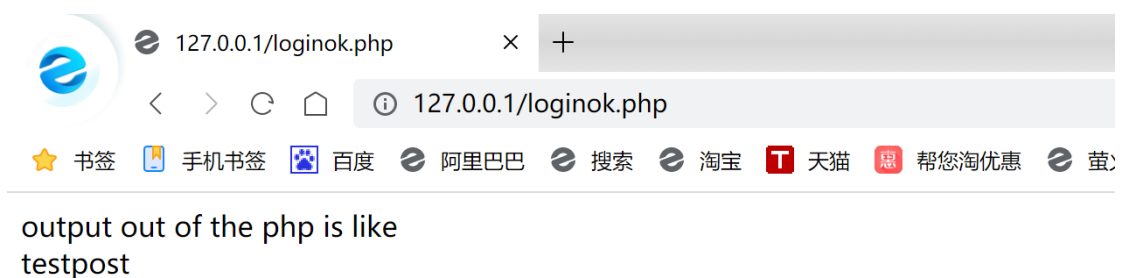 127.0.0.1/loginok.php
127.0.0.1/loginok.php
书签 手机书签 百度 阿里巴巴 搜索 淘宝 T 天猫 惠 帮您淘优惠
output out of the php is like
testpost